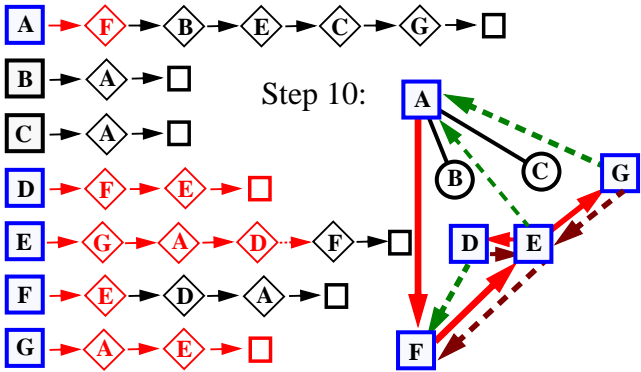 A F B E C G
B A
C A
D F E
E G A D F
F E D A
G A E
Step 10:
A
B C G
D E
F